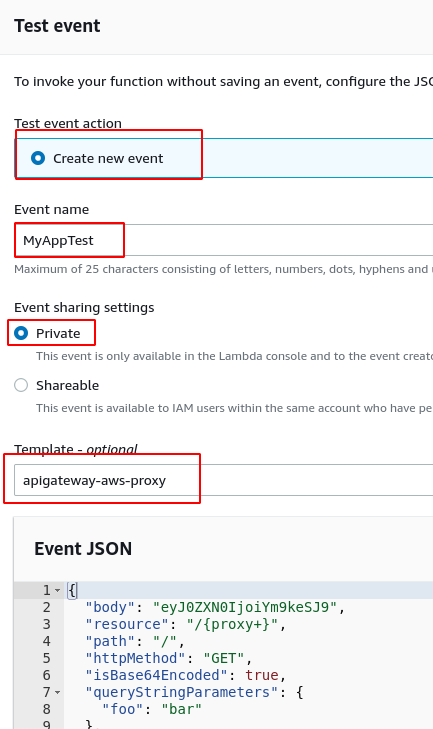 Test event
To invoke your function without saving an event, configure the JSO
Test event action
Create new event
Event name
MyAppTest
Maximum of 25 characters consisting of letters, numbers, dots, hyphens and
Event sharing settings
Private
This event is only available in the Lambda console and to the event creato
Shareable
This event is available to IAM users within the same account who have pe
Template - optional
apigateway-aws-proxy
Event JSON
1 {
2 "body": "eyJ0ZXN0IjoiYm9keSJ9",
3 "resource": "/{proxy+}",
4 "path": "/",
5 "httpMethod": "GET",
6 "isBase64Encoded": true,
7 "queryStringParameters": {
8 "foo": "bar"
9 },